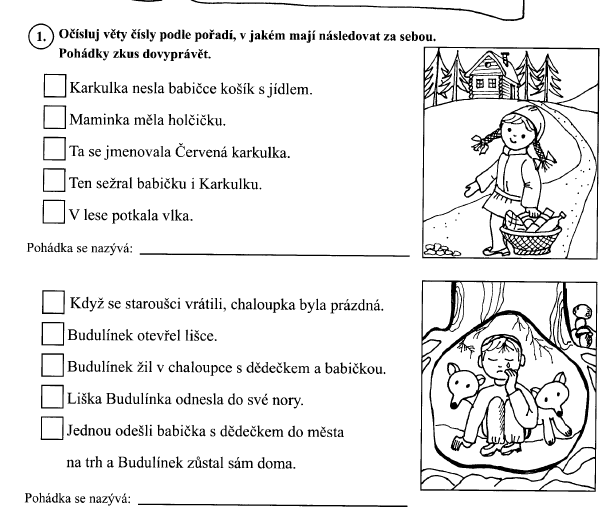 1. Očísluj věty čísly podle pořadí, v jakém mají následovat za sebou.
Pohádky zkus dovyprávět.
Karkulka nesla babičce košík s jídlem.
Maminka měla holčičku.
Ta se jmenovala Červená karkulka.
Ten sežral babičku i Karkulku.
V lese potkala vlka.
Pohádka se nazývá:
Když se staroušci vrátili, chaloupka byla prázdná.
Budulínek otevřel lišce.
Budulínek žil v chaloupce s dědečkem a babičkou.
Liška Budulínka odnesla do své nory.
Jednou odešli babička s dědečkem do města
na trh a Budulínek zůstal sám doma.
Pohádka se nazývá: